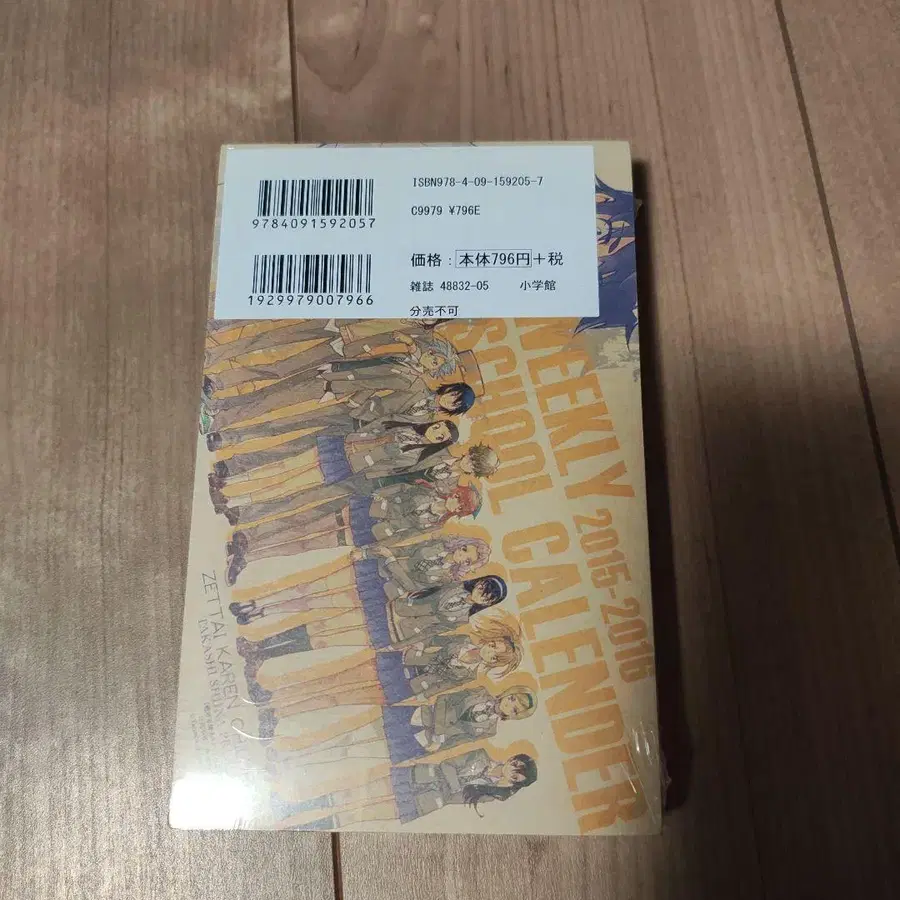 ISBN978-4-09-159205-7
9784091592057
C9979 ¥796E
価格：本体796円＋税
1929979007966
雑誌 48832-05 小学館
分売不可
WEEKLY 2015-2016
SCHOOL CALENDER
ZETTAI KAREN
TAKASHI